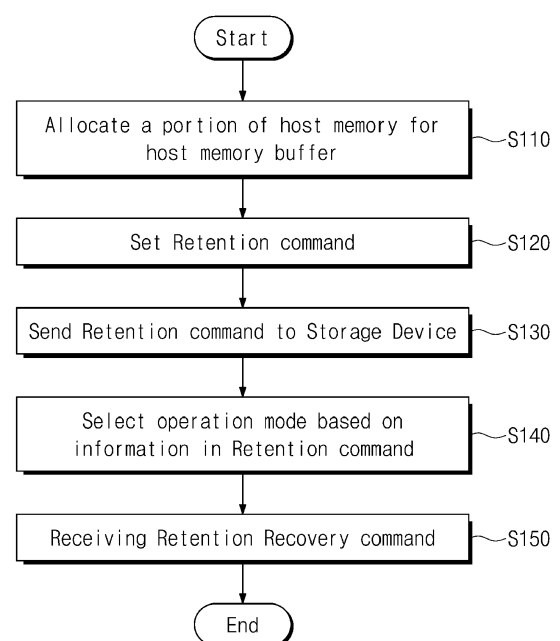 Start
Allocate a portion of host memory for
host memory buffer
S110
Set Retention command
S120
Send Retention command to Storage Device
S130
Select operation mode based on
information in Retention command
S140
Receiving Retention Recovery command
S150
End